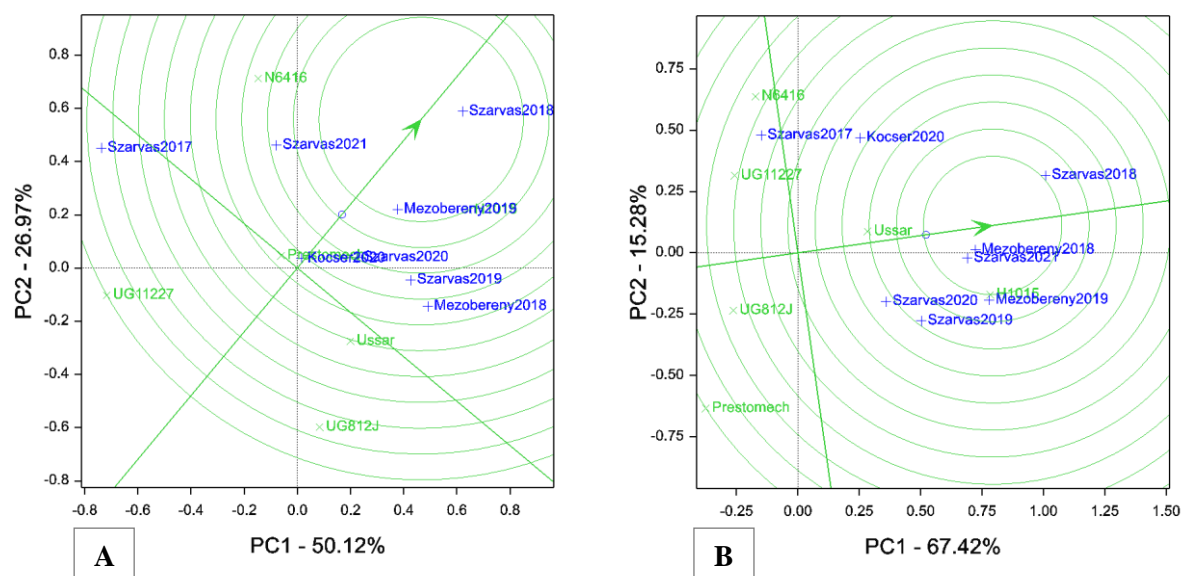 PC2 - 26.97%
0.8
0.6
0.4
0.2
0.0
-0.2
-0.4
-0.6
-0.8
N6416
Szarvas2018
Szarvas2021
Szarvas2017
Mezobereny2019
Prestomech
Kocser2020
Szarvas2020
Szarvas2019
UG11227
Mezobereny2018
Ussar
UG812J
-0.8 -0.6 -0.4 -0.2 0.0 0.2 0.4 0.6 0.8
PC1 - 50.12%
A
PC2 - 15.28%
0.75
0.50
0.25
0.00
-0.25
-0.50
-0.75
N6416
Szarvas2017
Kocser2020
UG11227
Szarvas2018
Ussar
Mezobereny2018
Szarvas2021
H1015
Szarvas2020
Mezobereny2019
UG812J
Szarvas2019
Prestomech
-0.25 0.00 0.25 0.50 0.75 1.00 1.25 1.50
PC1 - 67.42%
B